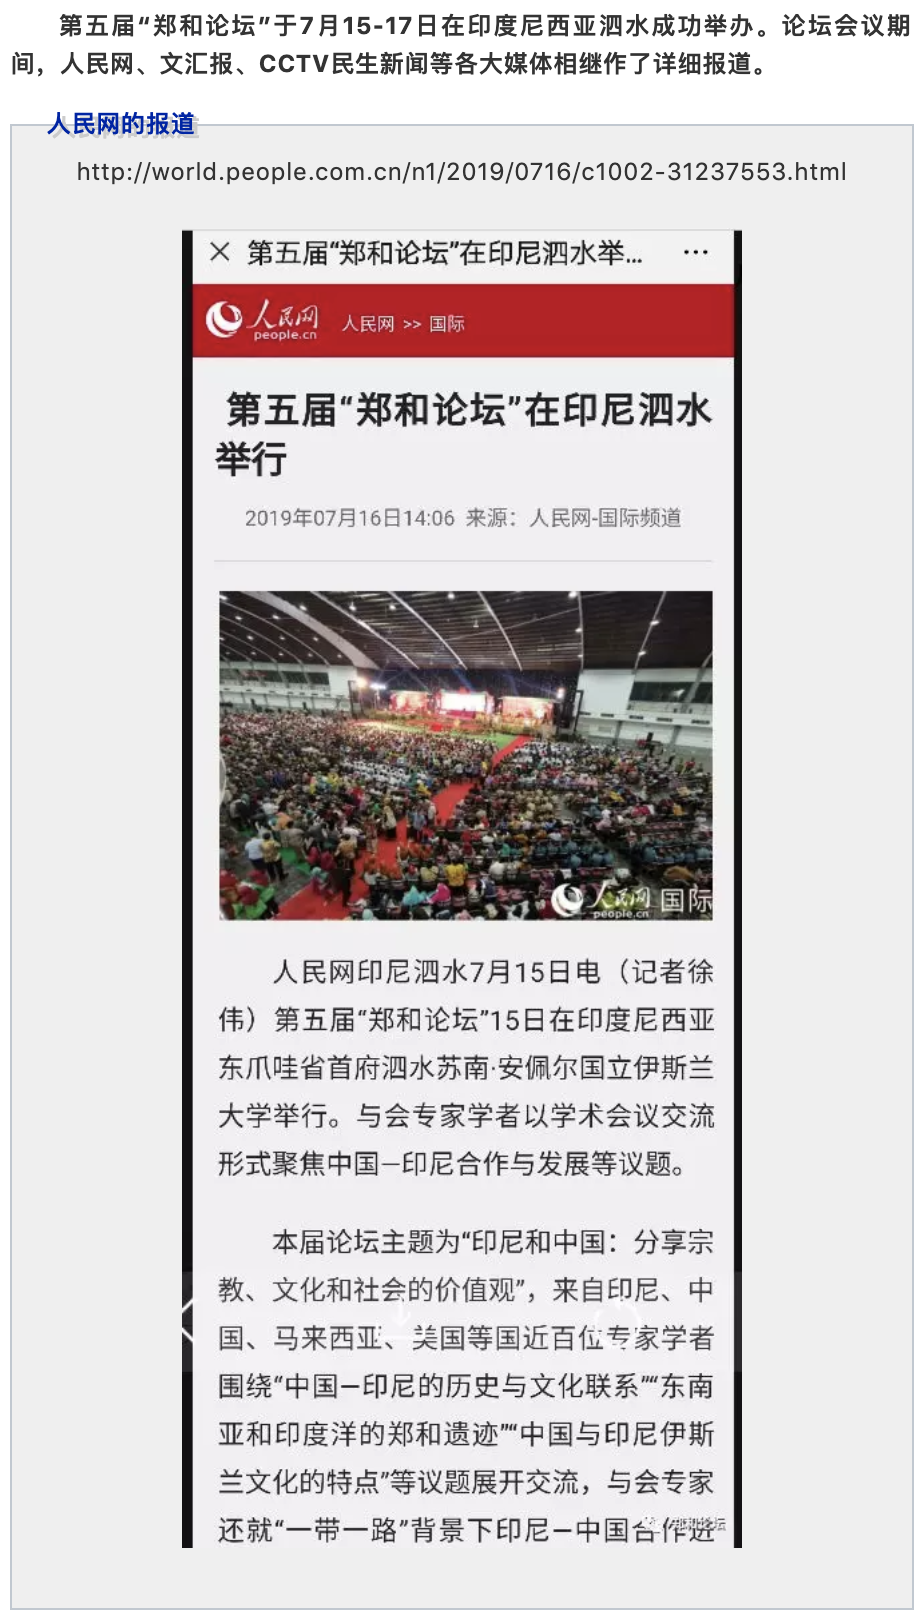 第五届“郑和论坛”于7月15-17日在印度尼西亚泗水成功举办。论坛会议期
间，人民网、文汇报、CCTV民生新闻等各大媒体相继作了详细报道。
人民网的报道
http://world.people.com.cn/n1/2019/0716/c1002-31237553.html
第五届“郑和论坛”在印尼泗水举...
人民网
people.cn
人民网 >> 国际
第五届“郑和论坛”在印尼泗水
举行
2019年07月16日14:06 来源：人民网-国际频道
人民网 国际
people.cn
人民网印尼泗水7月15日电（记者徐
伟）第五届“郑和论坛”15日在印度尼西亚
东爪哇省首府泗水苏南·安佩尔国立伊斯兰
大学举行。与会专家学者以学术会议交流
形式聚焦中国—印尼合作与发展等议题。
本届论坛主题为“印尼和中国：分享宗
教、文化和社会的价值观”，来自印尼、中
国、马来西亚、美国等国近百位专家学者
围绕“中国—印尼的历史与文化联系”“东南
亚和印度洋的郑和遗迹”“中国与印尼伊斯
兰文化的特点”等议题展开交流，与会专家
还就“一带一路”背景下印尼—中国合作进
郑和论坛